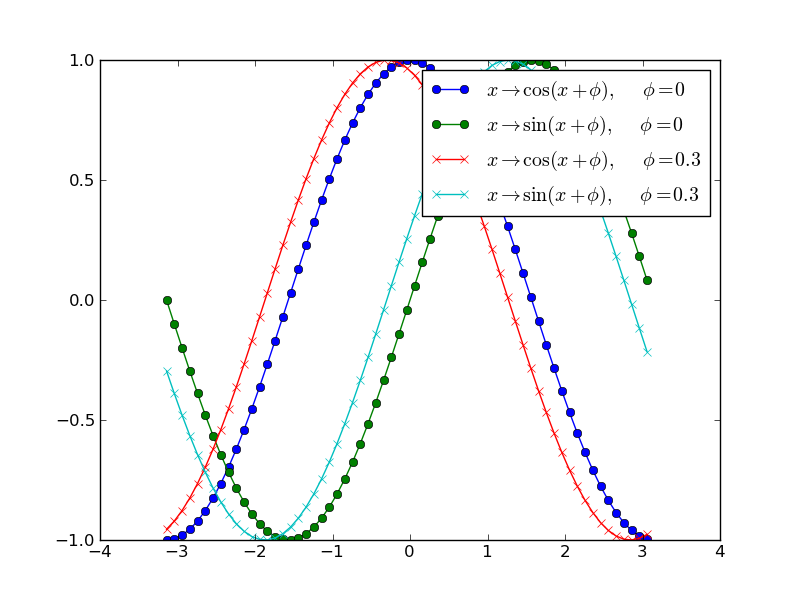 1.0
0.5
0.0
−0.5
−1.0
−4 −3 −2 −1 0 1 2 3 4
x→cos(x+ϕ), ϕ=0
x→sin(x+ϕ), ϕ=0
x→cos(x+ϕ), ϕ=0.3
x→sin(x+ϕ), ϕ=0.3